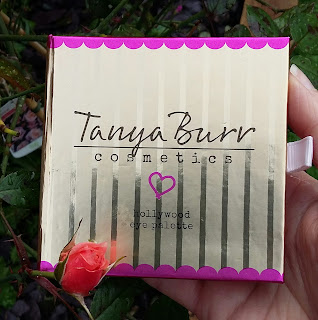 Tanya Burr
cosmetics
hollywood
eye palette